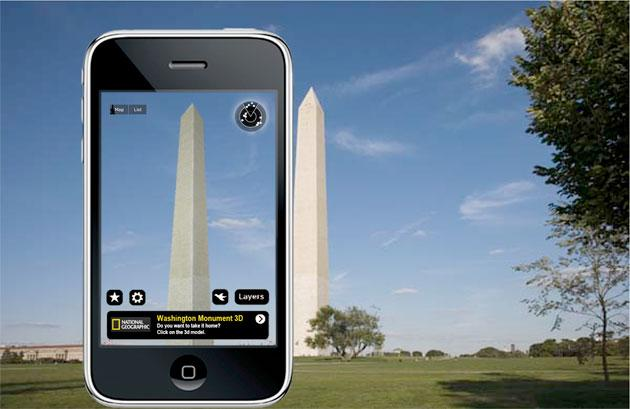 Map List
Layers
NATIONAL
GEOGRAPHIC
Washington Monument 3D
Do you want to take it home?
Click on the 3d model.